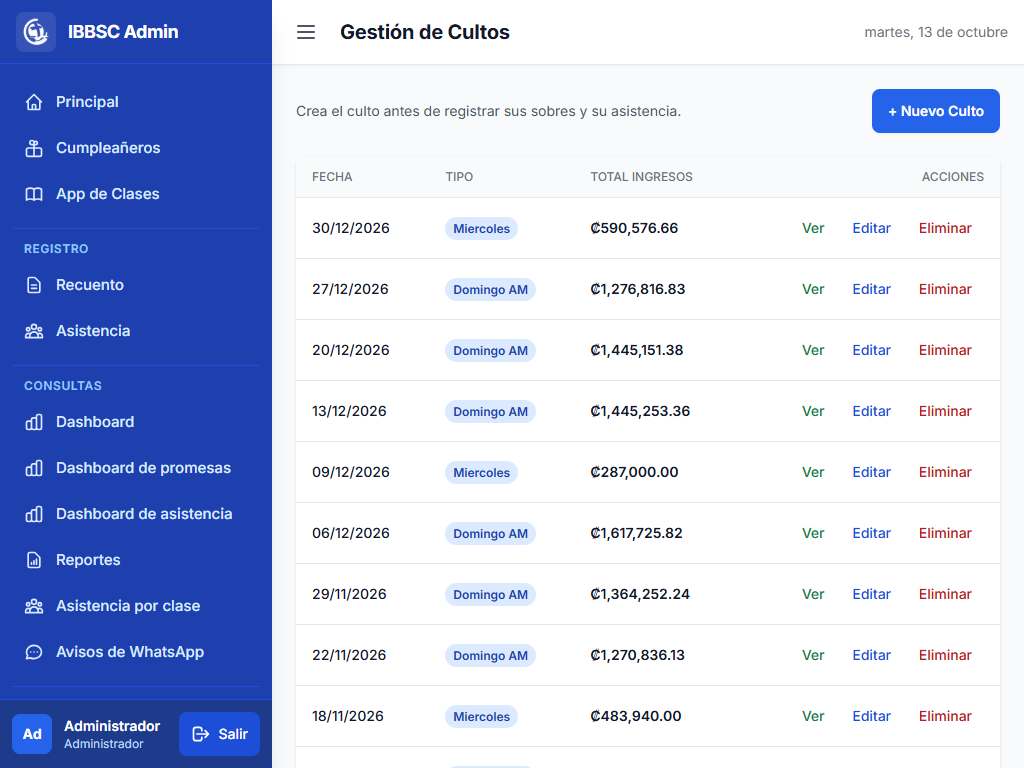 IBBSC Admin
Gestión de Cultos
martes, 13 de octubre
Principal
Cumpleañeros
App de Clases
REGISTRO
Recuento
Asistencia
CONSULTAS
Dashboard
Dashboard de promesas
Dashboard de asistencia
Reportes
Asistencia por clase
Avisos de WhatsApp
Ad
Administrador
Administrador
Salir
Crea el culto antes de registrar sus sobres y su asistencia.
+ Nuevo Culto
FECHA TIPO TOTAL INGRESOS ACCIONES
30/12/2026 Miercoles ₡590,576.66 Ver Editar Eliminar
27/12/2026 Domingo AM ₡1,276,816.83 Ver Editar Eliminar
20/12/2026 Domingo AM ₡1,445,151.38 Ver Editar Eliminar
13/12/2026 Domingo AM ₡1,445,253.36 Ver Editar Eliminar
09/12/2026 Miercoles ₡287,000.00 Ver Editar Eliminar
06/12/2026 Domingo AM ₡1,617,725.82 Ver Editar Eliminar
29/11/2026 Domingo AM ₡1,364,252.24 Ver Editar Eliminar
22/11/2026 Domingo AM ₡1,270,836.13 Ver Editar Eliminar
18/11/2026 Miercoles ₡483,940.00 Ver Editar Eliminar